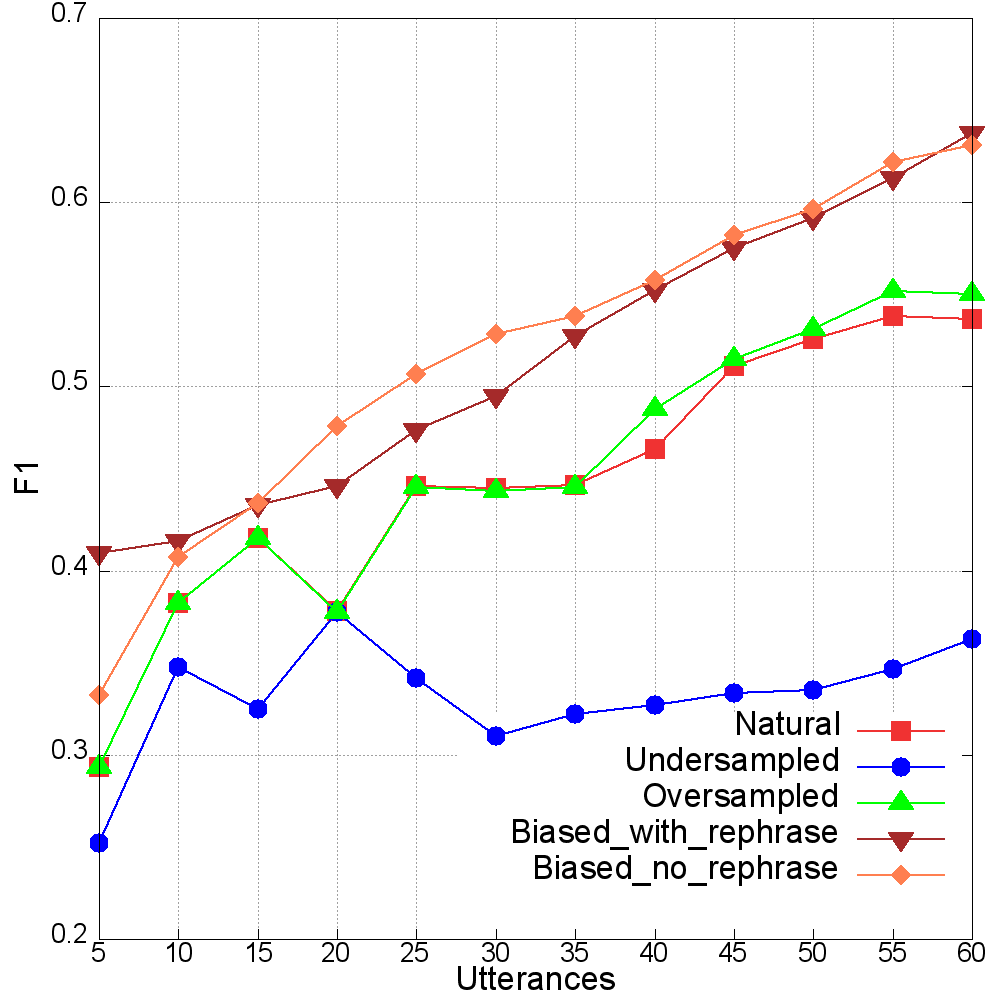 0.7
0.6
0.5
0.4
0.3
0.2
F1
Natural
Undersampled
Oversampled
Biased_with_rephrase
Biased_no_rephrase
5 10 15 20 25 30 35 40 45 50 55 60
Utterances